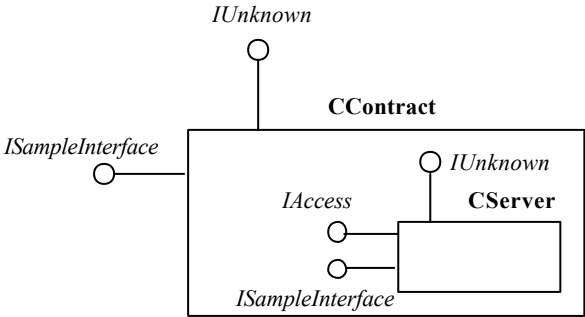 IUnknown
CContract
ISampleInterface
IUnknown
IAccess
CServer
ISampleInterface